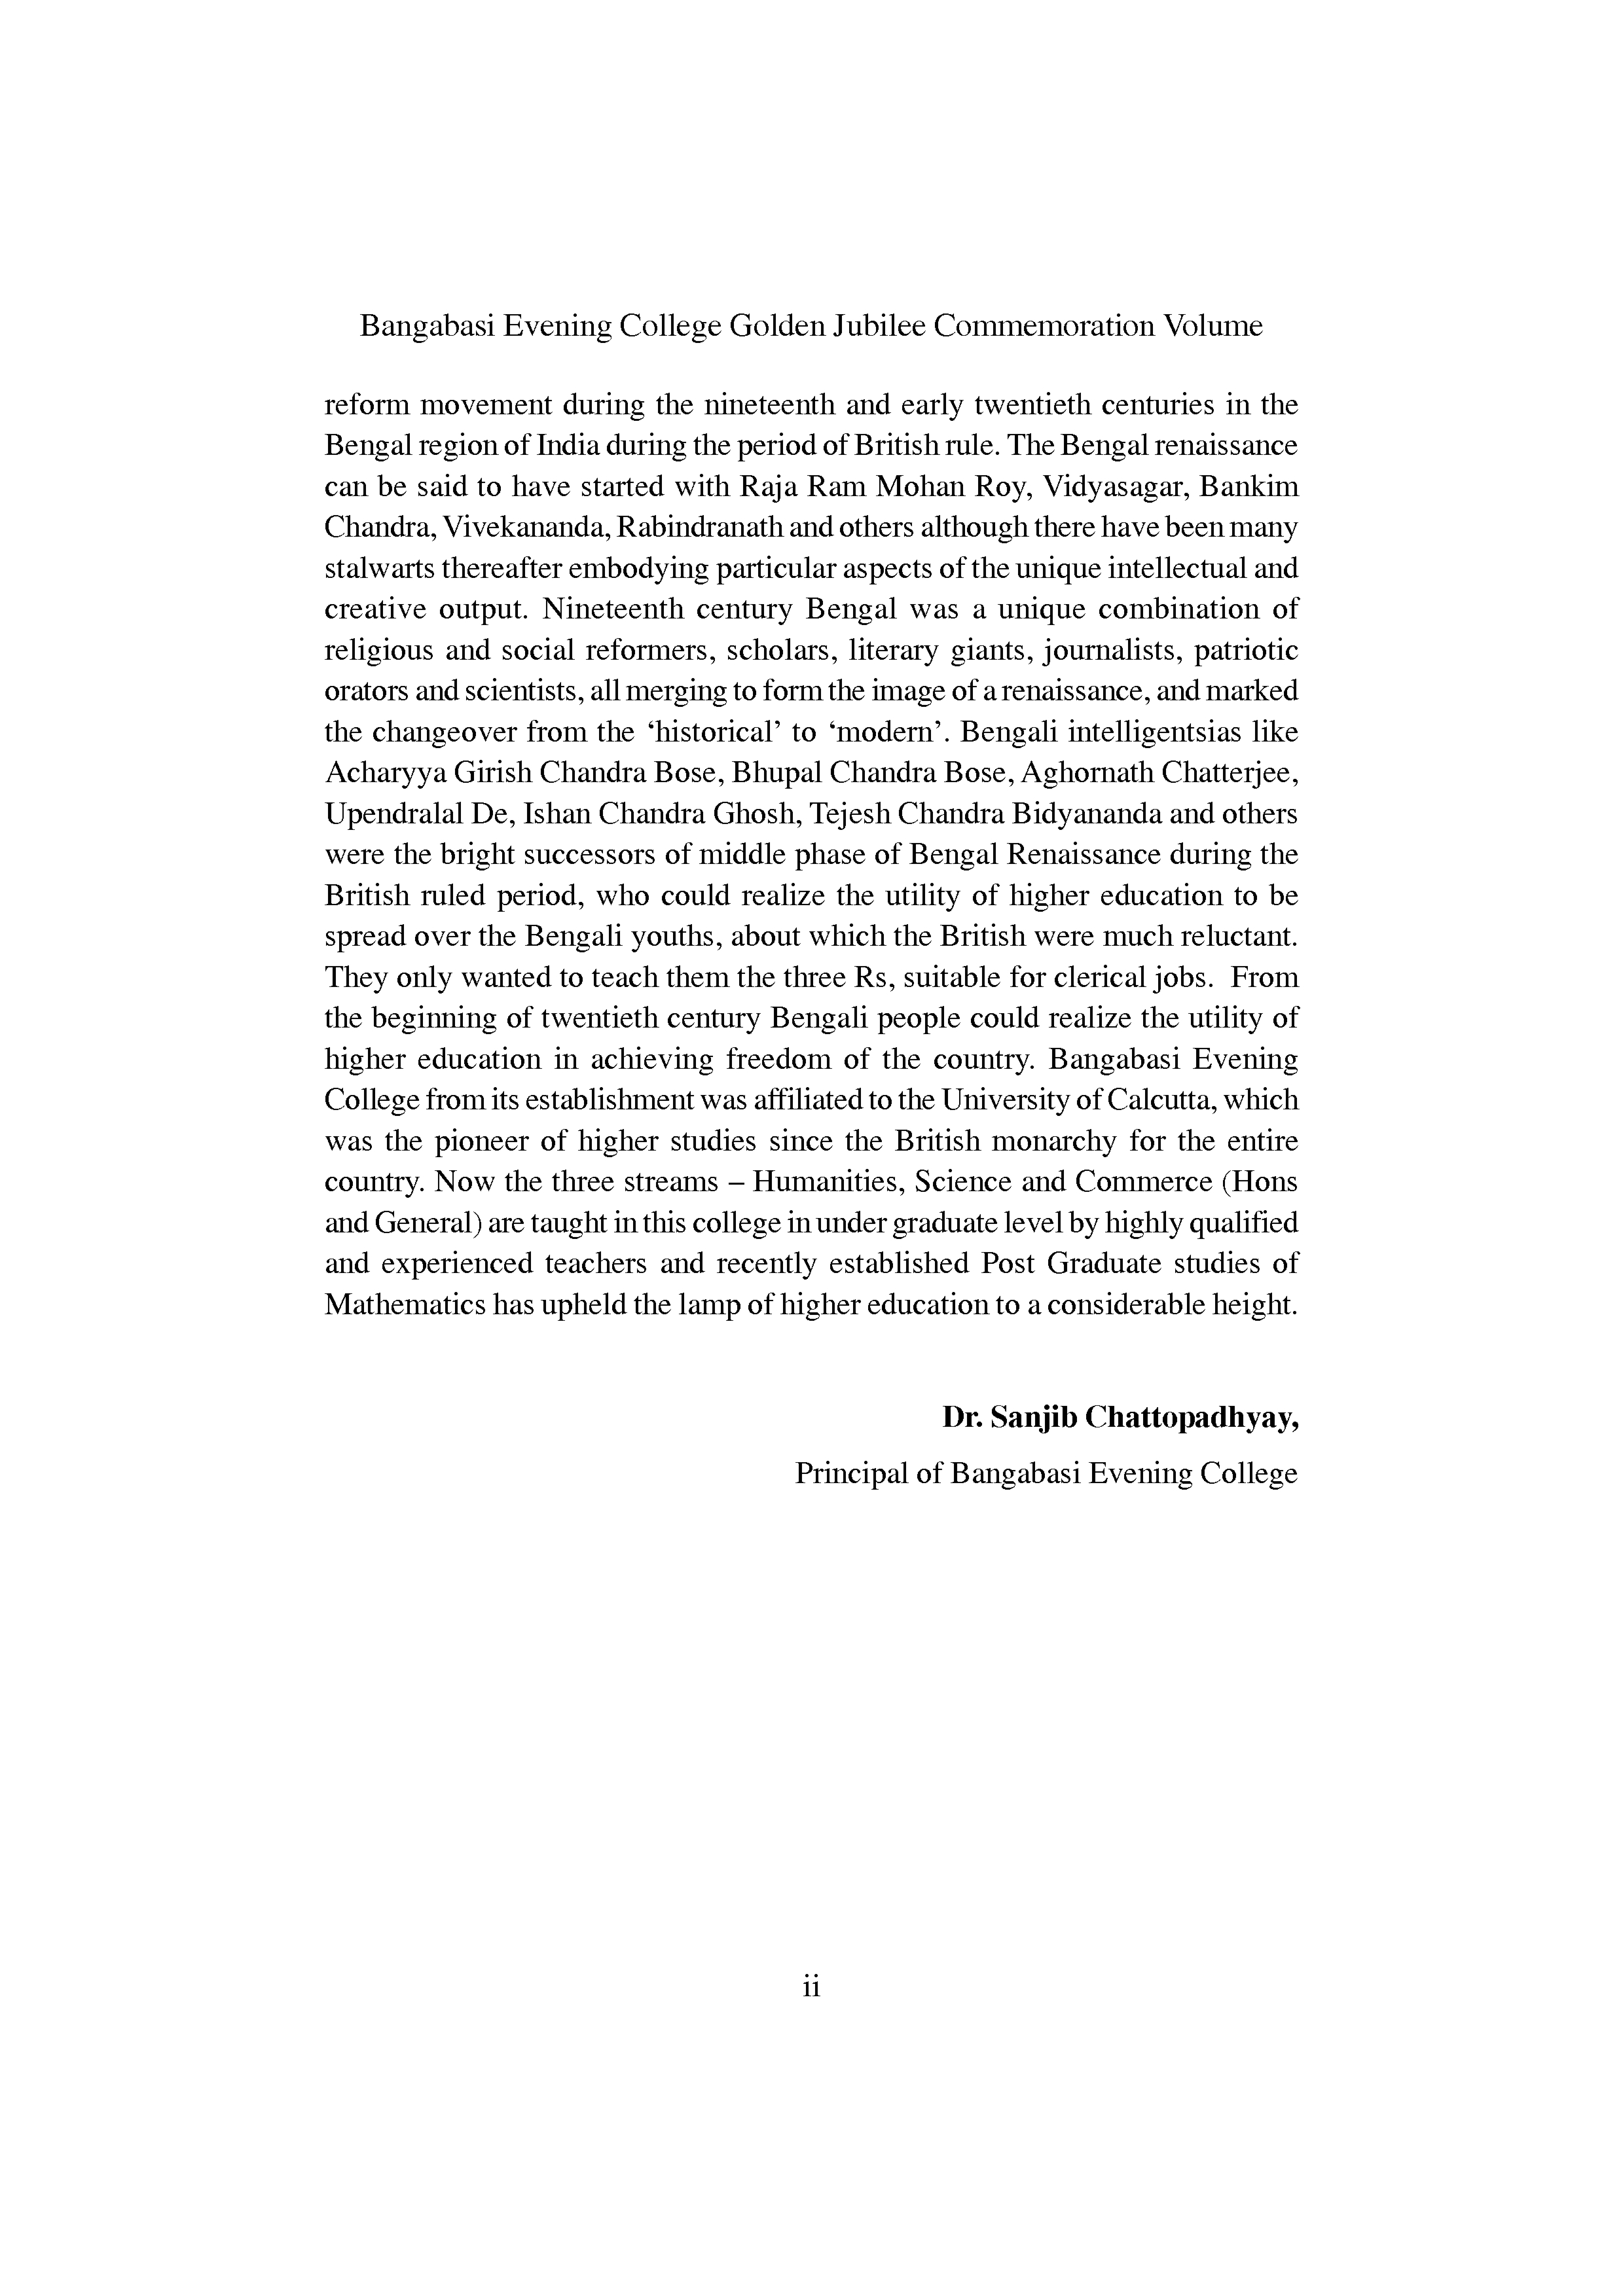 Bangabasi Evening College Golden Jubilee Commemoration Volume
reform movement during the nineteenth and early twentieth centuries in the
Bengal region of India during the period of British rule. The Bengal renaissance
can be said to have started with Raja Ram Mohan Roy, Vidyasagar, Bankim
Chandra, Vivekananda, Rabindranath and others although there have been many
stalwarts thereafter embodying particular aspects of the unique intellectual and
creative output. Nineteenth century Bengal was a unique combination of
religious and social reformers, scholars, literary giants, journalists, patriotic
orators and scientists, all merging to form the image of a renaissance, and marked
the changeover from the ‘historical’ to ‘modern’. Bengali intelligentsias like
Acharyya Girish Chandra Bose, Bhupal Chandra Bose, Aghornath Chatterjee,
Upendralal De, Ishan Chandra Ghosh, Tejesh Chandra Bidyananda and others
were the bright successors of middle phase of Bengal Renaissance during the
British ruled period, who could realize the utility of higher education to be
spread over the Bengali youths, about which the British were much reluctant.
They only wanted to teach them the three Rs, suitable for clerical jobs.  From
the beginning of twentieth century Bengali people could realize the utility of
higher education in achieving freedom of the country. Bangabasi Evening
College from its establishment was affiliated to the University of Calcutta, which
was the pioneer of higher studies since the British monarchy for the entire
country. Now the three streams – Humanities, Science and Commerce (Hons
and General) are taught in this college in under graduate level by highly qualified
and experienced teachers and recently established Post Graduate studies of
Mathematics has upheld the lamp of higher education to a considerable height.
Dr. Sanjib Chattopadhyay,
Principal of Bangabasi Evening College
ii